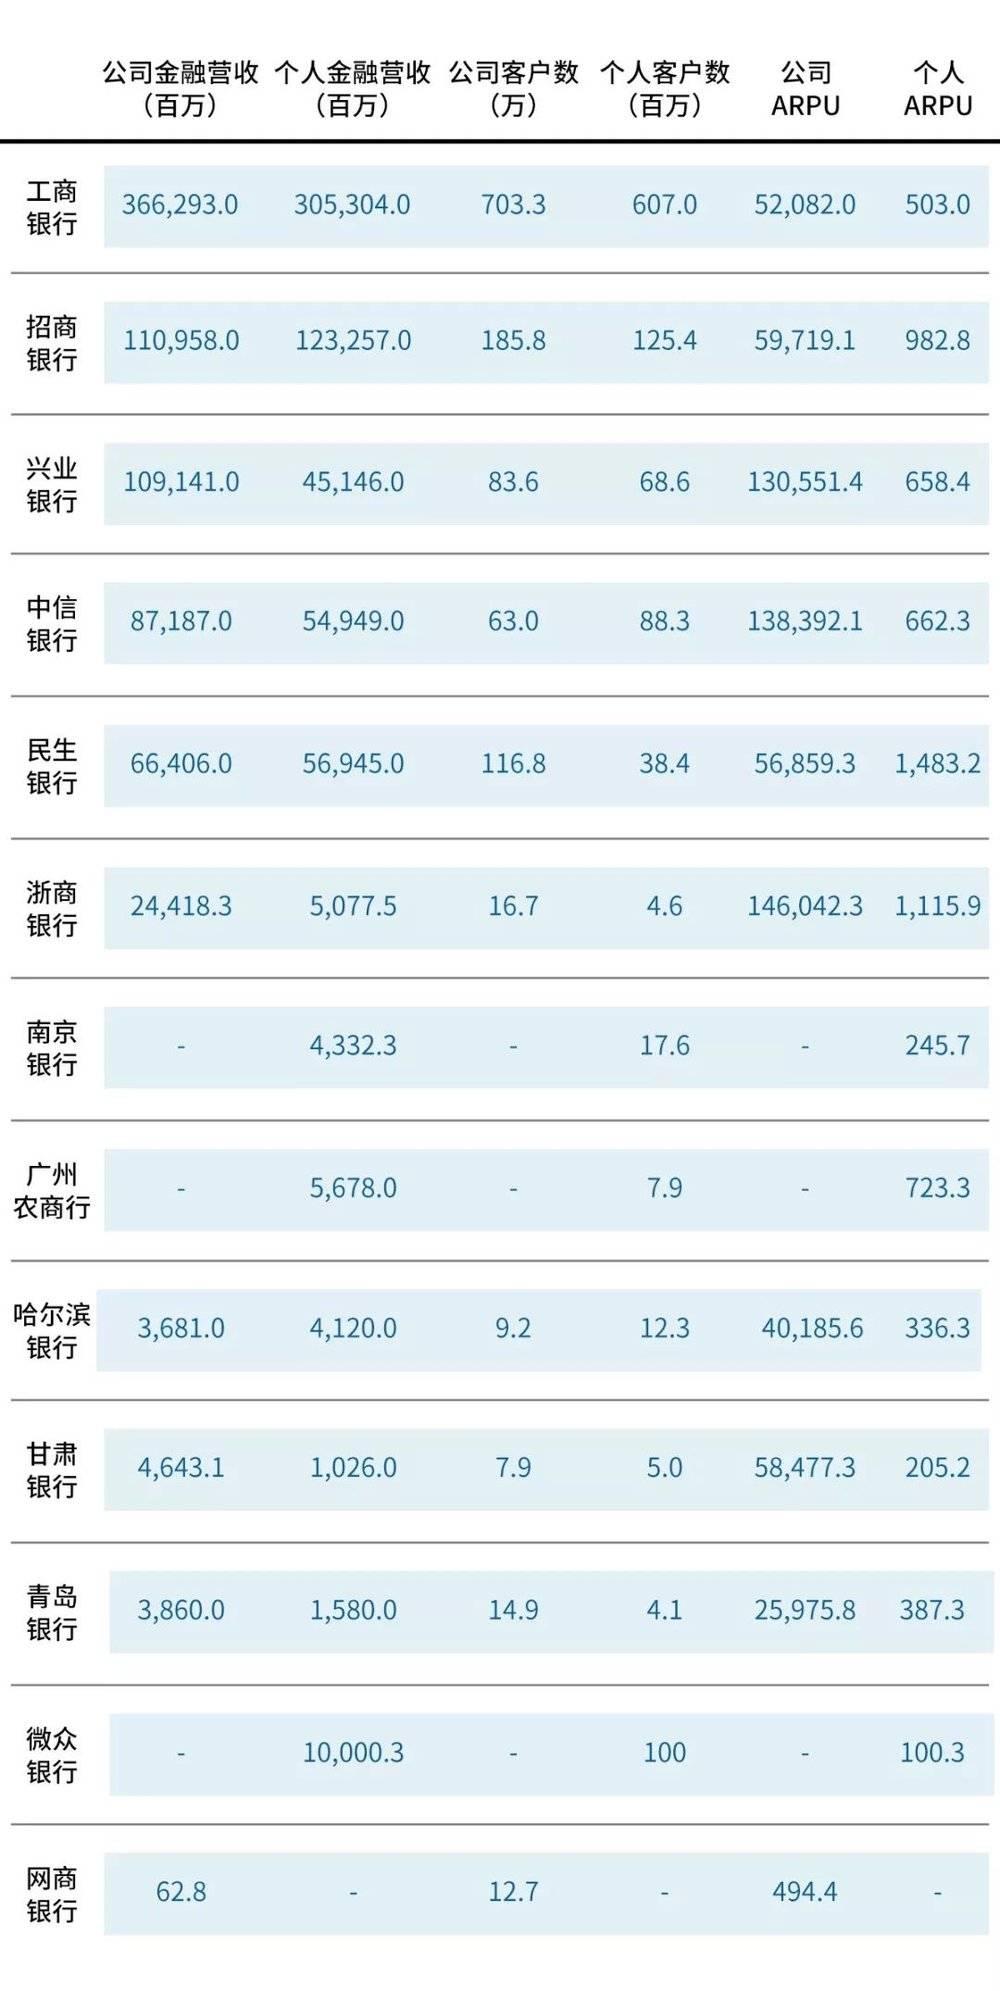 公司金融营收 个人金融营收 公司客户数 个人客户数 公司 个人
（百万） （百万） （万） （百万） ARPU ARPU
工商
银行
366,293.0 305,304.0 703.3 607.0 52,082.0 503.0
招商
银行
110,958.0 123,257.0 185.8 125.4 59,719.1 982.8
兴业
银行
109,141.0 45,146.0 83.6 68.6 130,551.4 658.4
中信
银行
87,187.0 54,949.0 63.0 88.3 138,392.1 662.3
民生
银行
66,406.0 56,945.0 116.8 38.4 56,859.3 1,483.2
浙商
银行
24,418.3 5,077.5 16.7 4.6 146,042.3 1,115.9
南京
银行
- 4,332.3 - 17.6 - 245.7
广州
农商行
- 5,678.0 - 7.9 - 723.3
哈尔滨
银行
3,681.0 4,120.0 9.2 12.3 40,185.6 336.3
甘肃
银行
4,643.1 1,026.0 7.9 5.0 58,477.3 205.2
青岛
银行
3,860.0 1,580.0 14.9 4.1 25,975.8 387.3
微众
银行
- 10,000.3 - 100 - 100.3
网商
银行
62.8 - 12.7 - 494.4 -